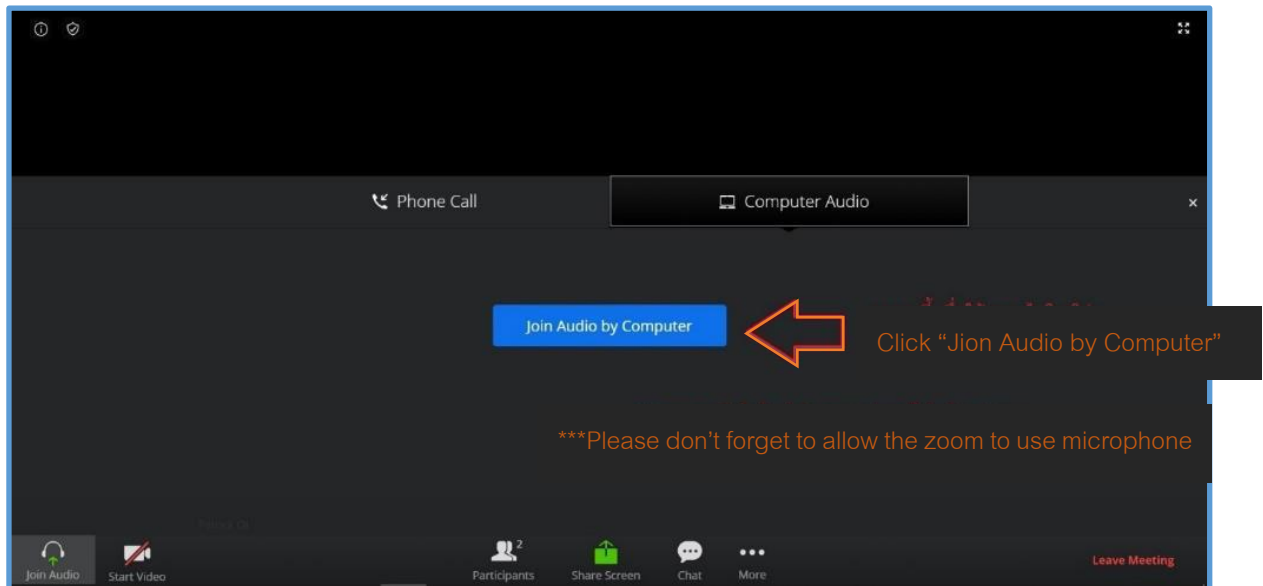 Phone Call
Computer Audio
Join Audio by Computer
Click “Jion Audio by Computer”
***Please don’t forget to allow the zoom to use microphone
Join Audio
Start Video
Participants
2
Share Screen
Chat
More
Leave Meeting